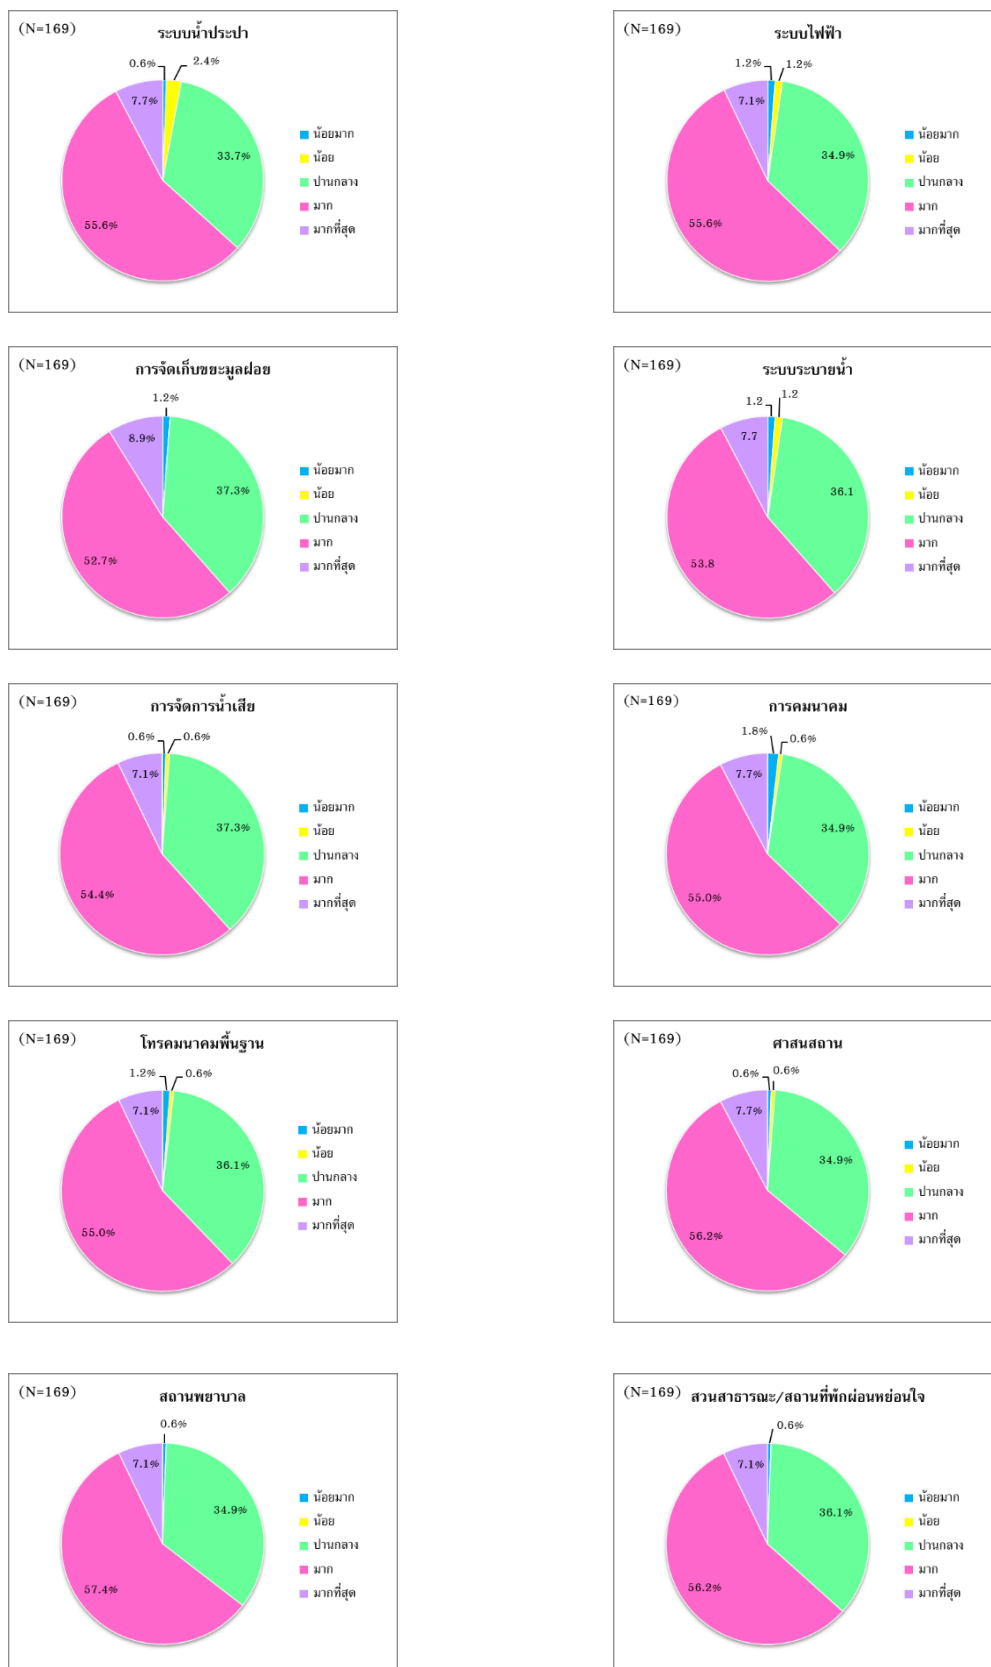 (N=169)
ระบบน้ำประปา
0.6%
2.4%
7.7%
33.7%
55.6%
น้อยมาก
น้อย
ปานกลาง
มาก
มากที่สุด
(N=169)
ระบบไฟฟ้า
1.2%
1.2%
7.1%
34.9%
55.6%
น้อยมาก
น้อย
ปานกลาง
มาก
มากที่สุด
(N=169)
การจัดเก็บขยะมูลฝอย
1.2%
8.9%
37.3%
52.7%
น้อยมาก
น้อย
ปานกลาง
มาก
มากที่สุด
(N=169)
ระบบระบายน้ำ
1.2
1.2
7.7
36.1
53.8
น้อยมาก
น้อย
ปานกลาง
มาก
มากที่สุด
(N=169)
การจัดการน้ำเสีย
0.6%
0.6%
7.1%
37.3%
54.4%
น้อยมาก
น้อย
ปานกลาง
มาก
มากที่สุด
(N=169)
การคมนาคม
1.8%
0.6%
7.7%
34.9%
55.0%
น้อยมาก
น้อย
ปานกลาง
มาก
มากที่สุด
(N=169)
โทรคมนาคมพื้นฐาน
1.2%
0.6%
7.1%
36.1%
55.0%
น้อยมาก
น้อย
ปานกลาง
มาก
มากที่สุด
(N=169)
ศาสนสถาน
0.6%
0.6%
7.7%
34.9%
56.2%
น้อยมาก
น้อย
ปานกลาง
มาก
มากที่สุด
(N=169)
สถานพยาบาล
0.6%
7.1%
34.9%
57.4%
น้อยมาก
น้อย
ปานกลาง
มาก
มากที่สุด
(N=169)
สวนสาธารณะ/สถานที่พักผ่อนหย่อนใจ
0.6%
7.1%
36.1%
56.2%
น้อยมาก
น้อย
ปานกลาง
มาก
มากที่สุด